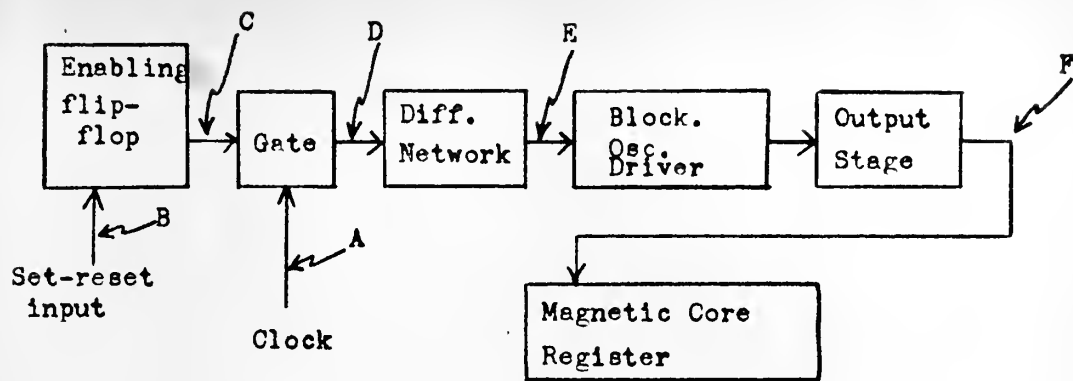 C
D
E
F
Enabling
flip-
flop
Gate
Diff.
Network
Block.
Osc.
Driver
Output
Stage
B
A
Set-reset
input
Clock
Magnetic Core
Register